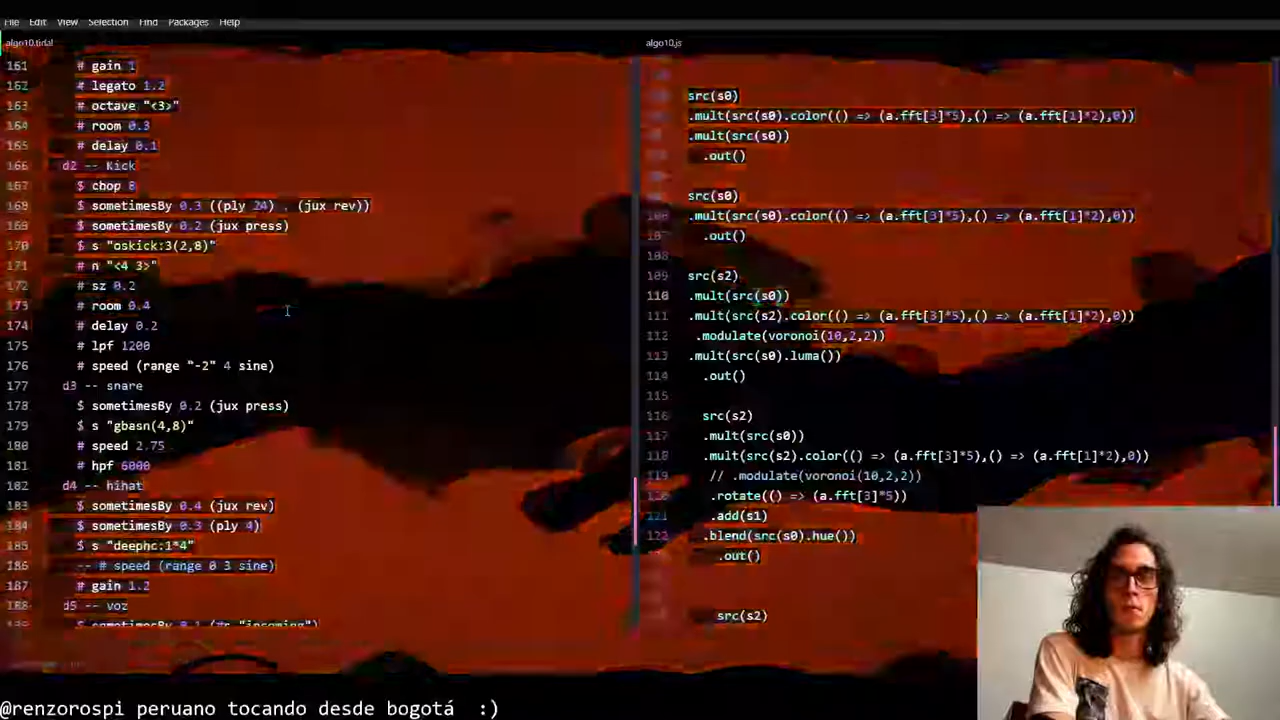 File Edit View Selection Find Packages Help
algo10.tidal
algo10.js
161 # gain 1
162 # legato 1.2
163 # octave "<3>"
164 # room 0.3
165 # delay 0.1
166 d2 -- Kick
167 $ chop 8
168 $ sometimesBy 0.3 ((ply 24) . (jux rev))
169 $ sometimesBy 0.2 (jux press)
170 $ s "oskick:3(2,8)"
171 # n "<4 3>"
172 # sz 0.2
173 # room 0.4
174 # delay 0.2
175 # lpf 1200
176 # speed (range "-2" 4 sine)
177 d3 -- snare
178 $ sometimesBy 0.2 (jux press)
179 $ s "gbasn(4,8)"
180 # speed 2.75
181 # hpf 6000
182 d4 -- hihat
183 $ sometimesBy 0.4 (jux rev)
184 $ sometimesBy 0.3 (ply 4)
185 $ s "deephc:1*4"
186 -- # speed (range 0 3 sine)
187 # gain 1.2
188 d5 -- voz
189 $ sometimesBy 0.1 (#s "incoming")
src(s0)
.mult(src(s0).color(() => (a.fft[3]*5),() => (a.fft[1]*2),0))
.mult(src(s0))
.out()
src(s0)
106 .mult(src(s0).color(() => (a.fft[3]*5),() => (a.fft[1]*2),0))
107 .out()
108
109 src(s2)
110 .mult(src(s0))
111 .mult(src(s2).color(() => (a.fft[3]*5),() => (a.fft[1]*2),0))
112 .modulate(voronoi(10,2,2))
113 .mult(src(s0).luma())
114 .out()
115
116 src(s2)
117 .mult(src(s0))
118 .mult(src(s2).color(() => (a.fft[3]*5),() => (a.fft[1]*2),0))
119 // .modulate(voronoi(10,2,2))
120 .rotate(() => (a.fft[3]*5))
121 .add(s1)
122 .blend(src(s0).hue())
.out()
src(s2)
@renzorospi peruano tocando desde bogotá :)